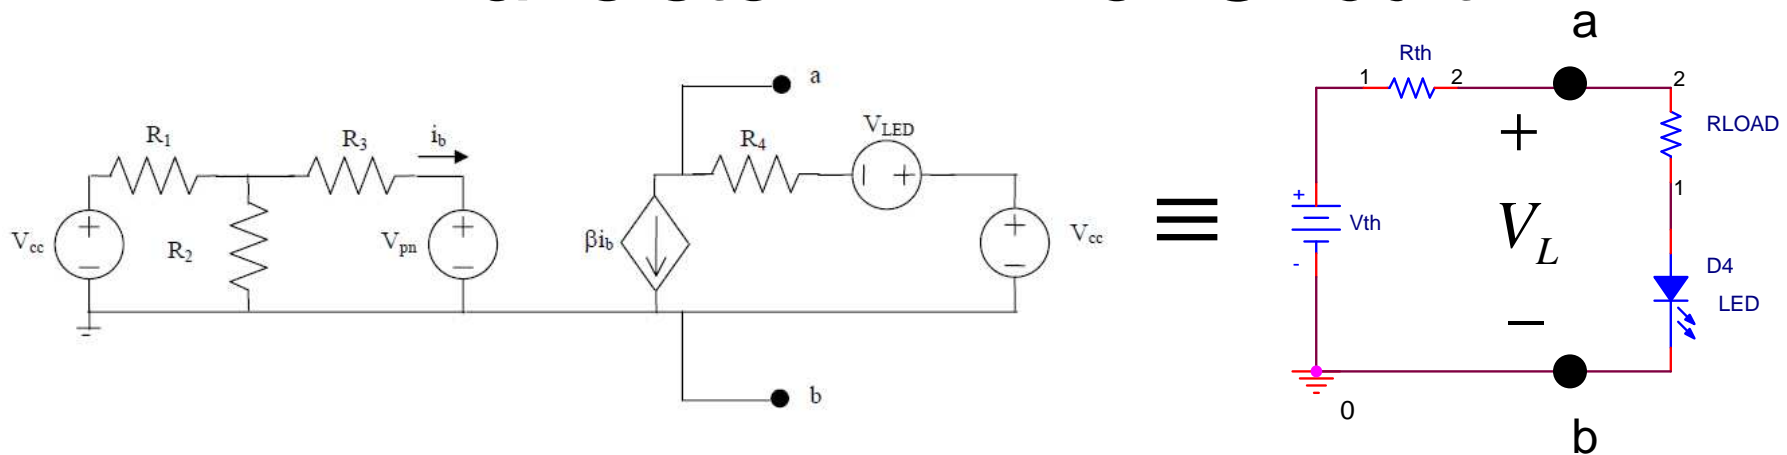 a
R1 R3 ib
Vcc R2 Vpn
R4 VLED
βib Vcc
b
≡
a
Rth
1 2
2
RLOAD
1
+
VL
−
+
Vth
-
D4
LED
0
b